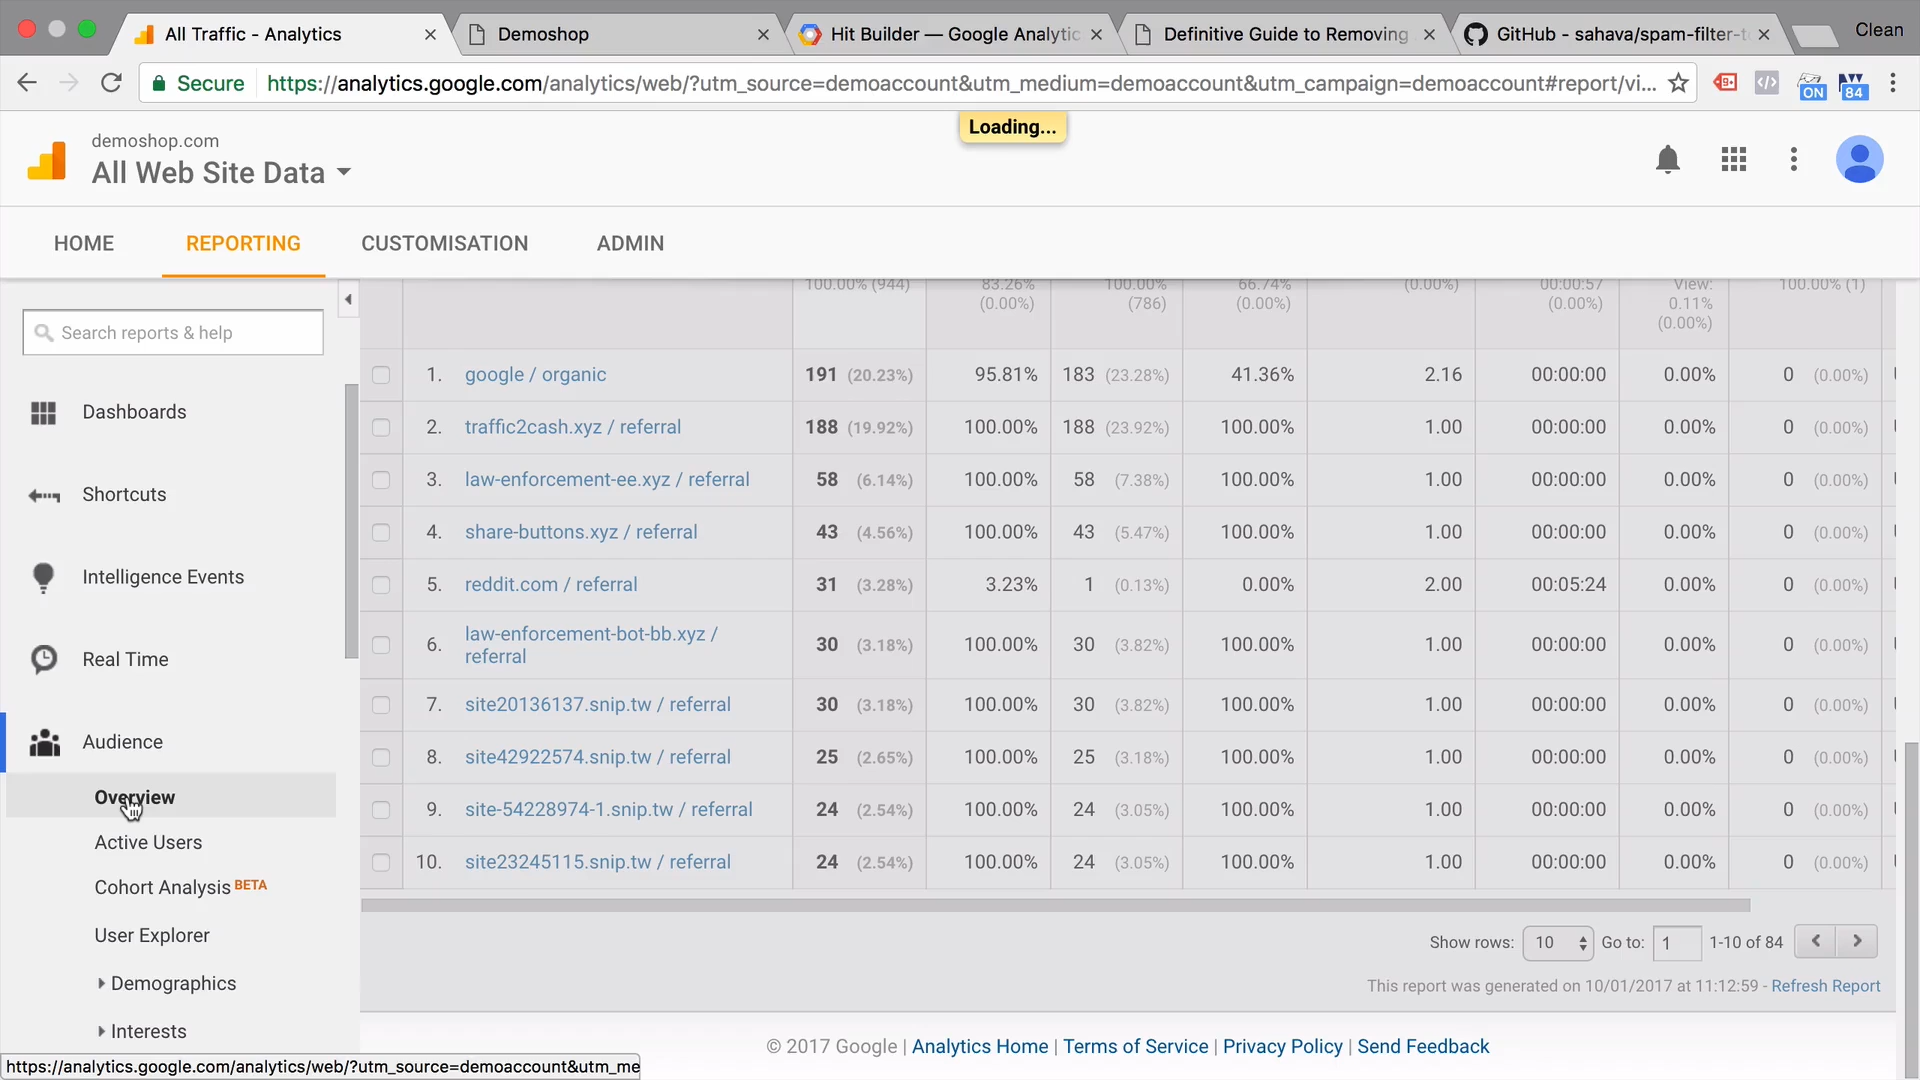 All Traffic - Analytics
Demoshop
Hit Builder — Google Analytic
Definitive Guide to Removing
GitHub - sahava/spam-filter-t
Clean
Secure
https://analytics.google.com/analytics/web/?utm_source=demoaccount&utm_medium=demoaccount&utm_campaign=demoaccount#report/vi...
ON
84
demoshop.com
Loading...
All Web Site Data
HOME
REPORTING
CUSTOMISATION
ADMIN
100.00% (944)
83.26%
(0.00%)
100.00%
(786)
66.74%
(0.00%)
(0.00%)
00:00:57
(0.00%)
View:
0.11%
(0.00%)
100.00% (1)
Search reports & help
Dashboards
Shortcuts
Intelligence Events
Real Time
Audience
Overview
Active Users
Cohort Analysis BETA
User Explorer
Demographics
Interests
1. google / organic 191 (20.23%) 95.81% 183 (23.28%) 41.36% 2.16 00:00:00 0.00% 0 (0.00%)
2. traffic2cash.xyz / referral 188 (19.92%) 100.00% 188 (23.92%) 100.00% 1.00 00:00:00 0.00% 0 (0.00%)
3. law-enforcement-ee.xyz / referral 58 (6.14%) 100.00% 58 (7.38%) 100.00% 1.00 00:00:00 0.00% 0 (0.00%)
4. share-buttons.xyz / referral 43 (4.56%) 100.00% 43 (5.47%) 100.00% 1.00 00:00:00 0.00% 0 (0.00%)
5. reddit.com / referral 31 (3.28%) 3.23% 1 (0.13%) 0.00% 2.00 00:05:24 0.00% 0 (0.00%)
6. law-enforcement-bot-bb.xyz /
referral 30 (3.18%) 100.00% 30 (3.82%) 100.00% 1.00 00:00:00 0.00% 0 (0.00%)
7. site20136137.snip.tw / referral 30 (3.18%) 100.00% 30 (3.82%) 100.00% 1.00 00:00:00 0.00% 0 (0.00%)
8. site42922574.snip.tw / referral 25 (2.65%) 100.00% 25 (3.18%) 100.00% 1.00 00:00:00 0.00% 0 (0.00%)
9. site-54228974-1.snip.tw / referral 24 (2.54%) 100.00% 24 (3.05%) 100.00% 1.00 00:00:00 0.00% 0 (0.00%)
10. site23245115.snip.tw / referral 24 (2.54%) 100.00% 24 (3.05%) 100.00% 1.00 00:00:00 0.00% 0 (0.00%)
Show rows: 10 Go to: 1 1-10 of 84
This report was generated on 10/01/2017 at 11:12:59 - Refresh Report
© 2017 Google | Analytics Home | Terms of Service | Privacy Policy | Send Feedback
https://analytics.google.com/analytics/web/?utm_source=demoaccount&utm_me